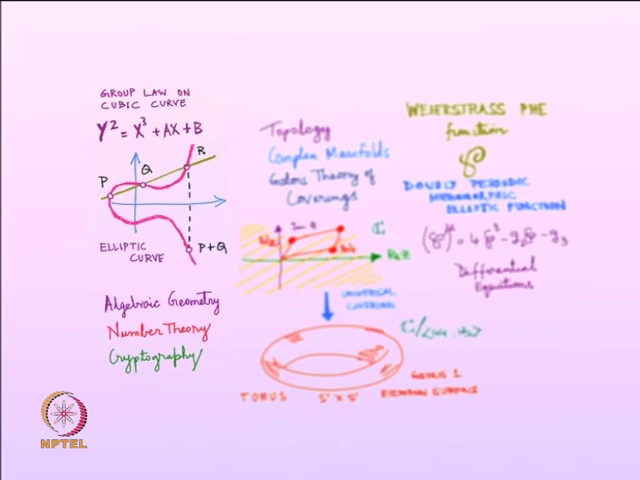 GROUP LAW ON
CUBIC CURVE
Y² = X³ + AX + B
R
Q
P
P+Q
ELLIPTIC
CURVE
Algebraic Geometry
Number Theory
Cryptography
Topology
Complex Manifolds
Galois Theory of
Coverings
Im z
ℂ
Re z
UNIVERSAL
COVERING
GENUS 1
TORUS S¹ x S¹ RIEMANN SURFACE
WEIERSTRASS PHE
function
℘
DOUBLY PERIODIC
MEROMORPHIC
ELLIPTIC FUNCTION
Differential
Equations
NPTEL